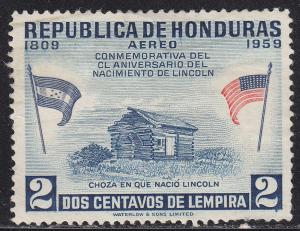 REPUBLICA DE HONDURAS
1809 AEREO 1959
CONMEMORATIVA DEL
CL ANIVERSARIO DEL
NACIMIENTO DE LINCOLN
CHOZA EN QUE NACIÓ LINCOLN
2 DOS CENTAVOS DE LEMPIRA 2
WATERLOW & SONS LIMITED